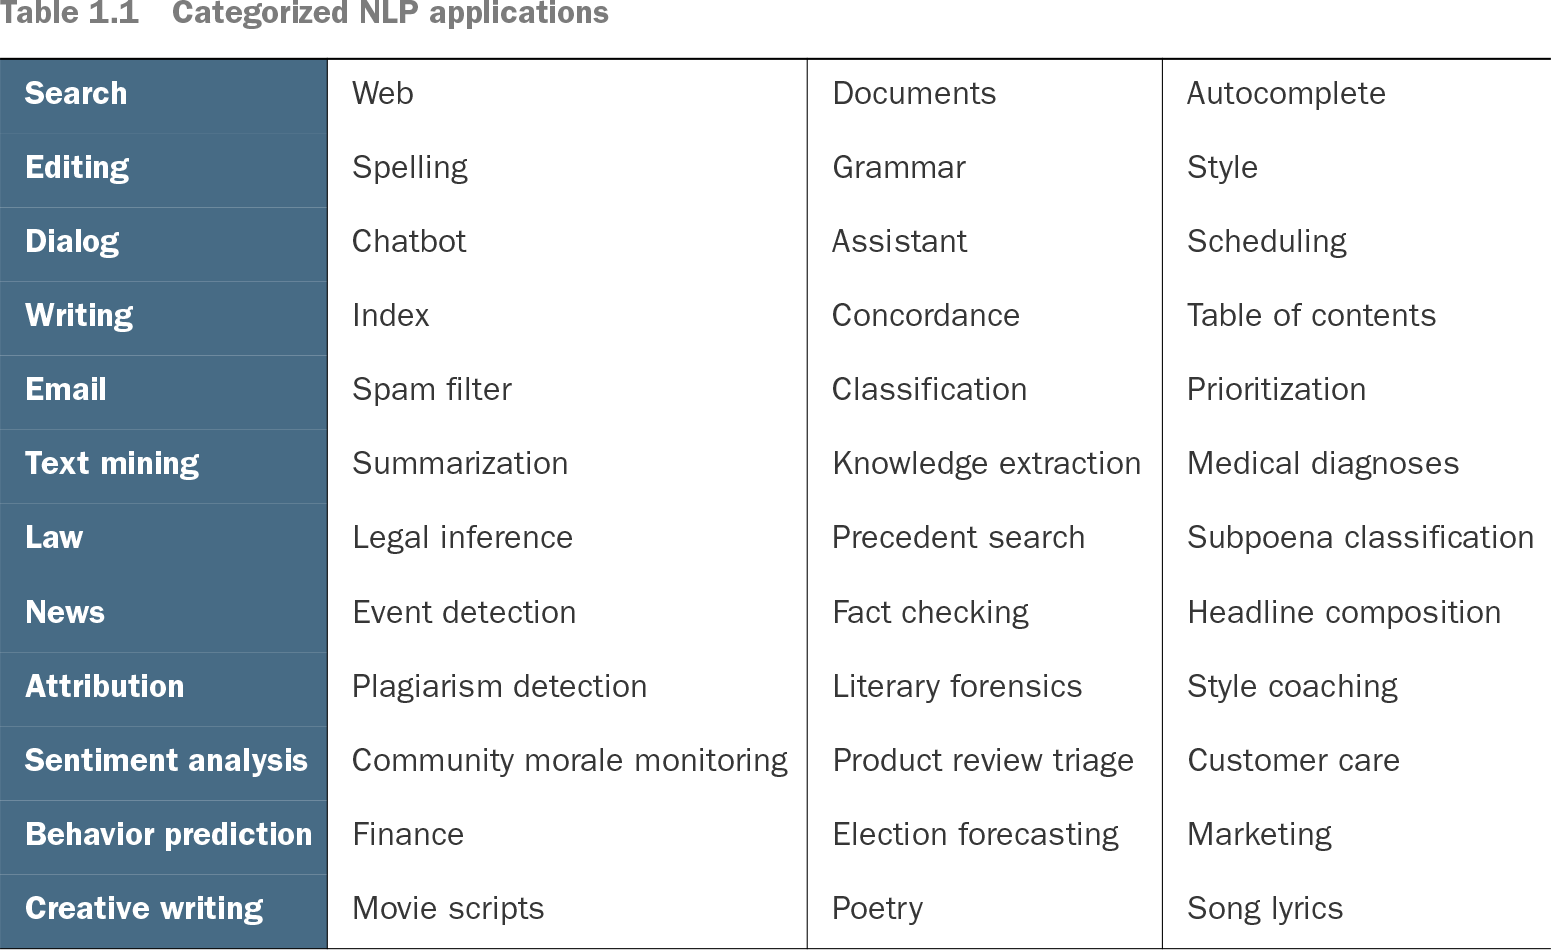 Table 1.1 Categorized NLP applications
Search Web Documents Autocomplete
Editing Spelling Grammar Style
Dialog Chatbot Assistant Scheduling
Writing Index Concordance Table of contents
Email Spam filter Classification Prioritization
Text mining Summarization Knowledge extraction Medical diagnoses
Law Legal inference Precedent search Subpoena classification
News Event detection Fact checking Headline composition
Attribution Plagiarism detection Literary forensics Style coaching
Sentiment analysis Community morale monitoring Product review triage Customer care
Behavior prediction Finance Election forecasting Marketing
Creative writing Movie scripts Poetry Song lyrics